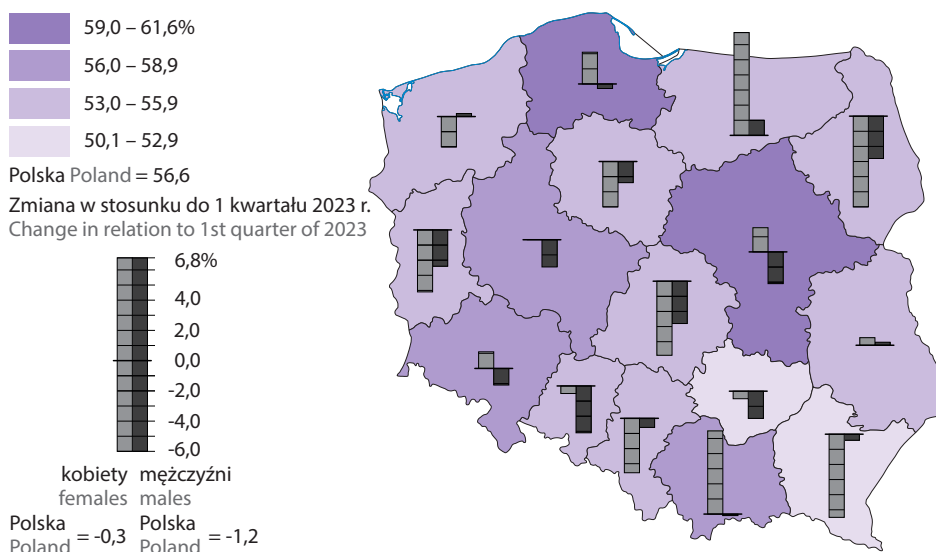 59,0 – 61,6%
56,0 – 58,9
53,0 – 55,9
50,1 – 52,9
Polska Poland = 56,6
Zmiana w stosunku do 1 kwartału 2023 r.
Change in relation to 1st quarter of 2023
6,8%
4,0
2,0
0,0
-2,0
-4,0
-6,0
kobiety mężczyźni
females males
Polska Polska
Poland = -0,3 Poland = -1,2